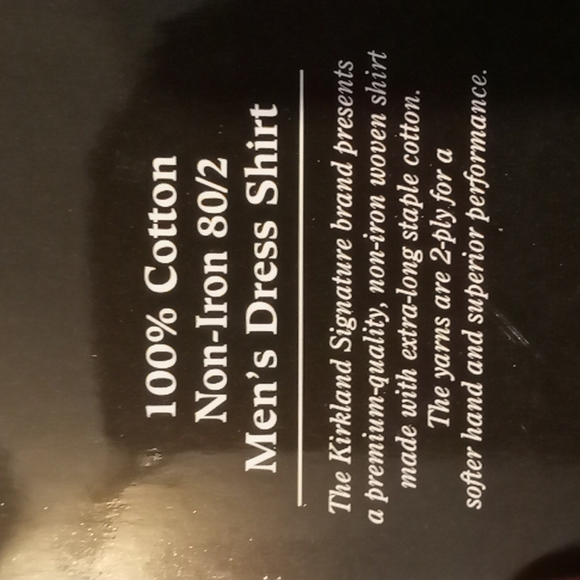 100% Cotton
Non-Iron 80/2
Men's Dress Shirt
The Kirkland Signature brand presents
a premium-quality, non-iron woven shirt
made with extra-long staple cotton.
The yarns are 2-ply for a
softer hand and superior performance.